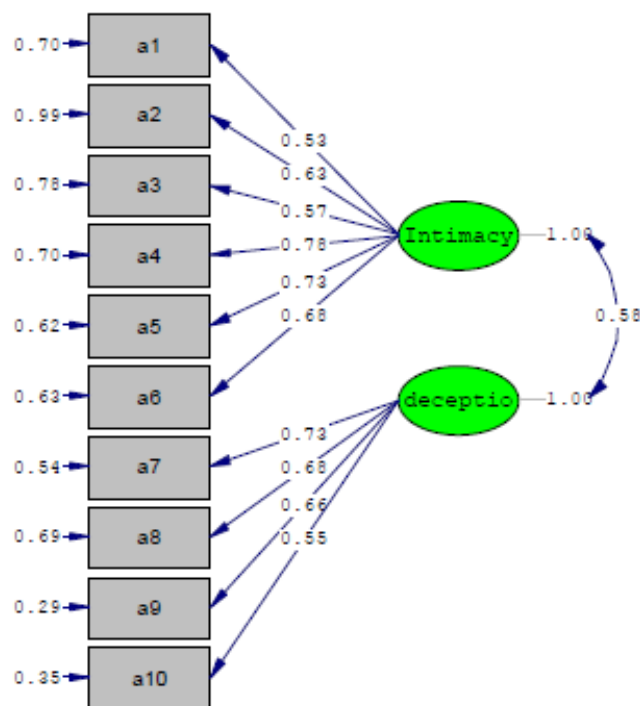 0.70 a1
0.99 a2
0.53
0.63
0.78 a3
0.57
0.70 a4
0.78
Intimacy 1.00
0.73
0.62 a5
0.68
0.58
0.63 a6
deceptio 1.00
0.73
0.54 a7
0.68
0.66
0.69 a8
0.55
0.29 a9
0.35 a10